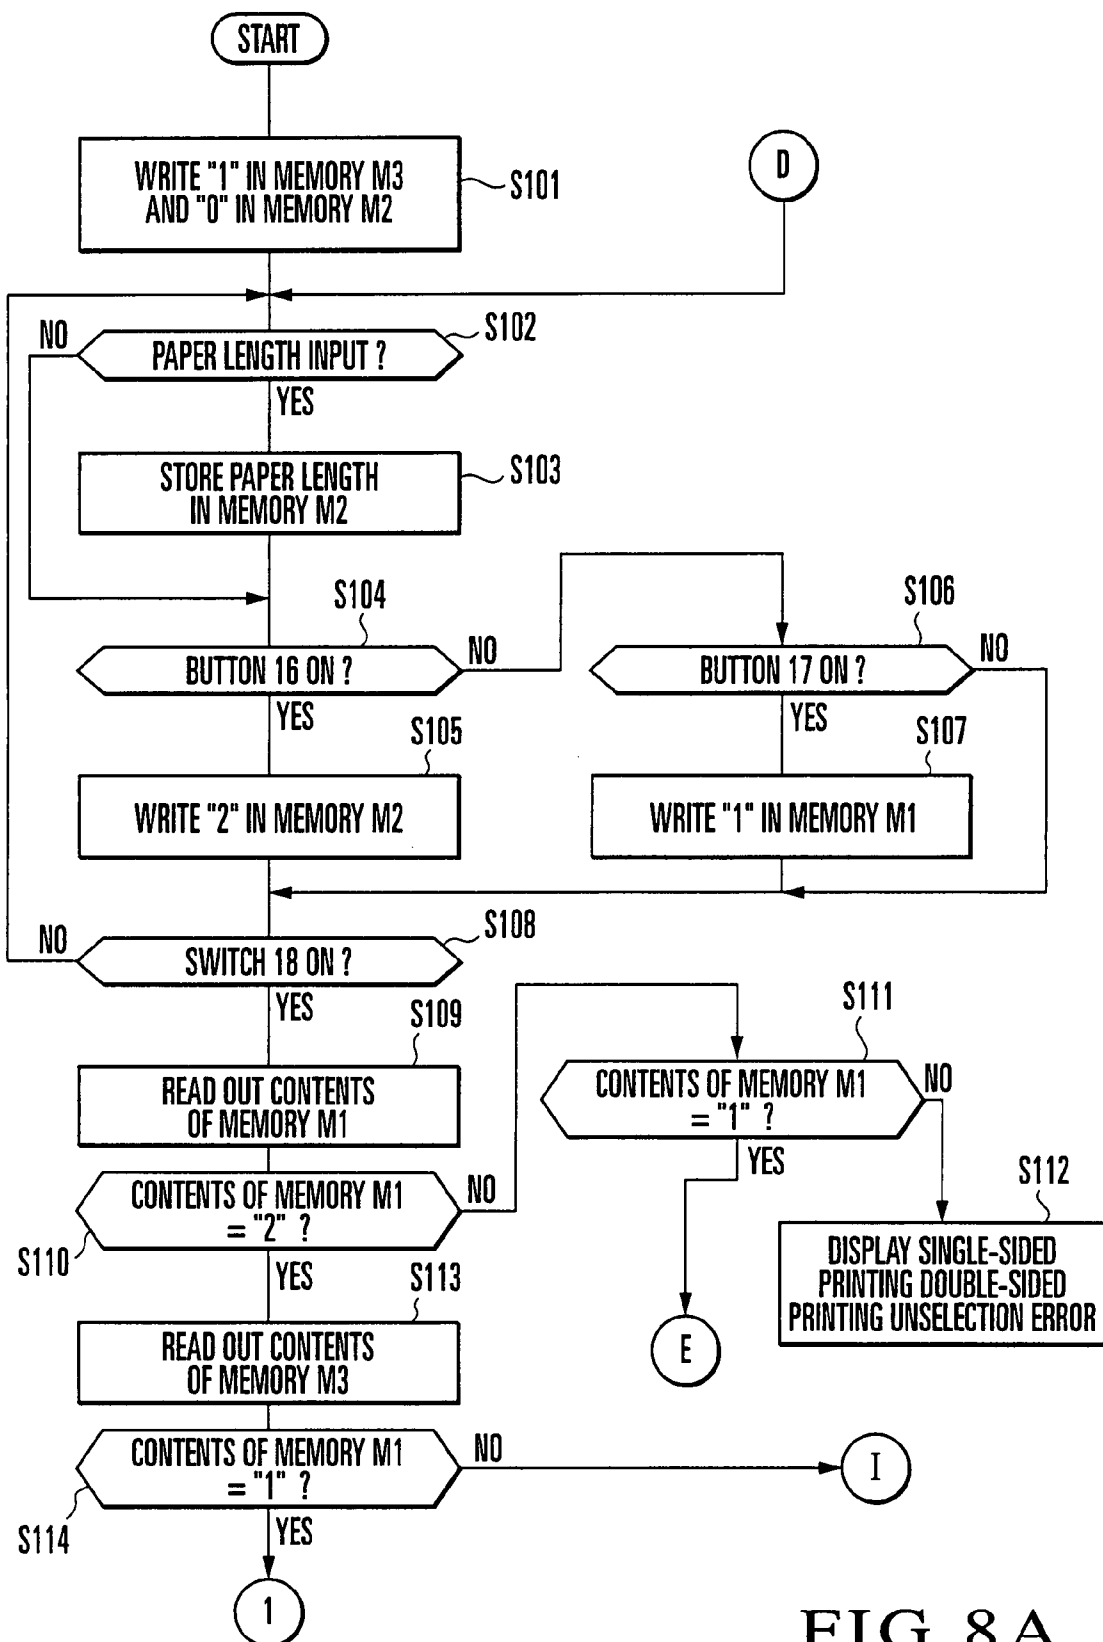 START
WRITE "1" IN MEMORY M3
AND "0" IN MEMORY M2
S101
D
NO
PAPER LENGTH INPUT ?
S102
YES
STORE PAPER LENGTH
IN MEMORY M2
S103
S104
BUTTON 16 ON ?
NO
YES
S106
BUTTON 17 ON ?
NO
YES
S105
WRITE "2" IN MEMORY M2
S107
WRITE "1" IN MEMORY M1
NO
SWITCH 18 ON ?
S108
YES
S109
READ OUT CONTENTS
OF MEMORY M1
S111
CONTENTS OF MEMORY M1
= "1" ?
NO
YES
CONTENTS OF MEMORY M1
= "2" ?
NO
S110
YES
S112
DISPLAY SINGLE-SIDED
PRINTING DOUBLE-SIDED
PRINTING UNSELECTION ERROR
E
S113
READ OUT CONTENTS
OF MEMORY M3
CONTENTS OF MEMORY M1
= "1" ?
NO
I
S114
YES
1
FIG.8A